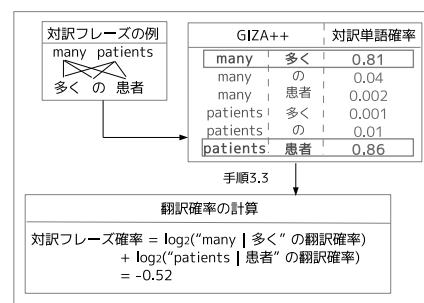 対訳フレーズの例
many patients
多く の 患者
GIZA++ 対訳単語確率
many 多く 0.81
many の 0.04
many 患者 0.002
patients 多く 0.001
patients の 0.01
patients 患者 0.86
手順3.3
翻訳確率の計算
対訳フレーズ確率 = log2(“many | 多く” の翻訳確率)
+ log2(“patients | 患者” の翻訳確率)
= -0.52